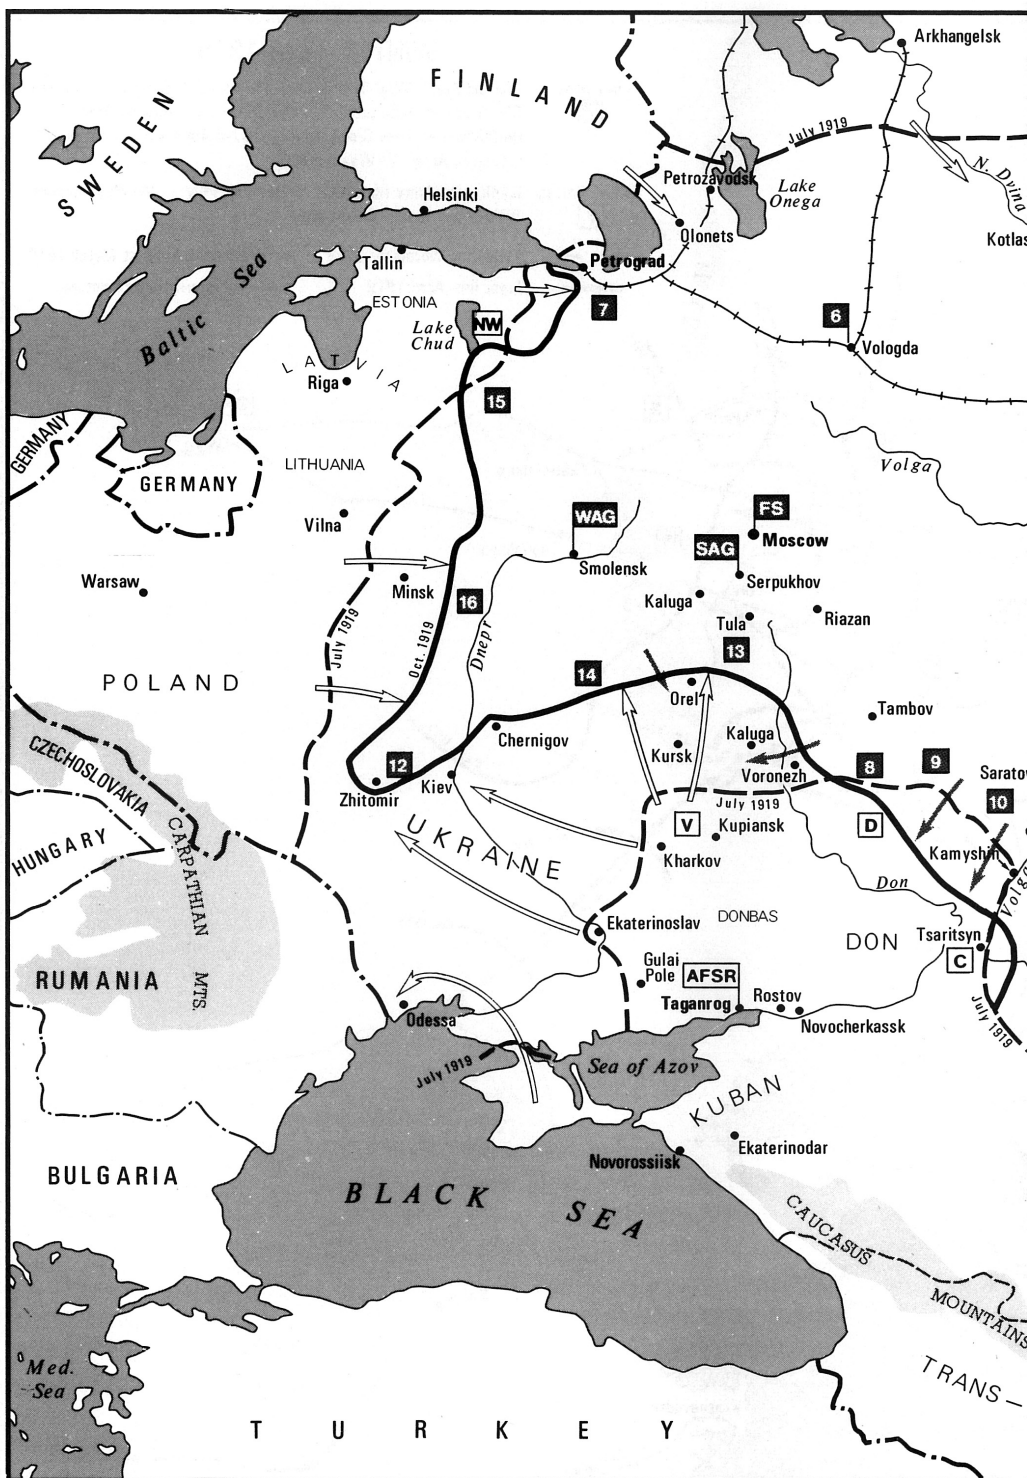 Arkhangelsk
FINLAND
SWEDEN
July 1919
N. Dvina
Petrozavodsk
Lake
Onega
Helsinki
Olonets
Kotlas
Tallin
Petrograd
Baltic Sea
ESTONIA
7
6
NW
Lake
Chud
Vologda
LATVIA
Riga
15
GERMANY
Volga
LITHUANIA
GERMANY
FS
WAG
Vilna
Moscow
SAG
Smolensk
Serpukhov
Warsaw
Minsk
Kaluga
16
Riazan
Tula
July 1919
Oct. 1919
Dnepr
13
14
POLAND
Orel
Tambov
Chernigov
Kaluga
CZECHOSLOVAKIA
Kursk
12
Voronezh
8
9
Saratov
Zhitomir
Kiev
July 1919
10
UKRAINE
V
Kupiansk
D
HUNGARY
Kharkov
Kamyshin
CARPATHIAN MTS.
Don
Volga
DONBAS
Ekaterinoslav
DON
Tsaritsyn
Gulai
Pole
C
RUMANIA
AFSR
Taganrog
Rostov
Odessa
Novocherkassk
July 1919
July 1919
Sea of Azov
KUBAN
Ekaterinodar
Novorossiisk
BULGARIA
BLACK SEA
CAUCASUS
MOUNTAINS
TRANS-
Med.
Sea
TURKEY